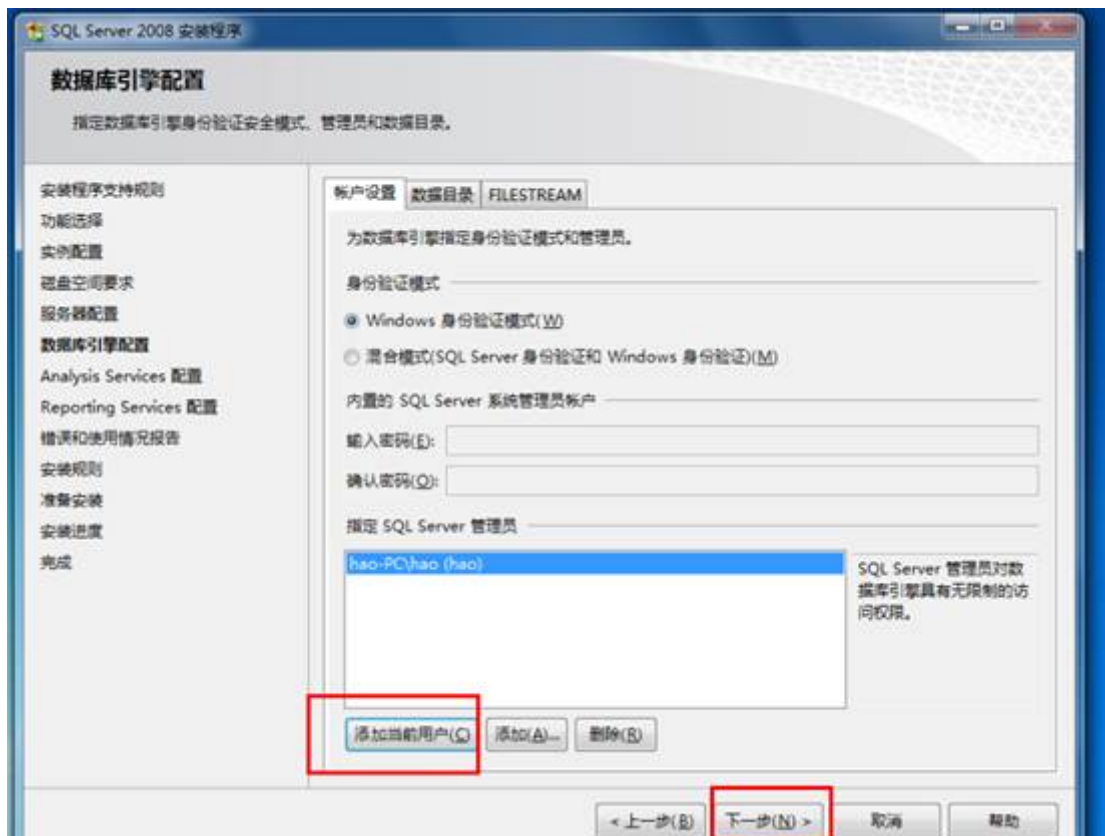 SQL Server 2008 安装程序
数据库引擎配置
指定数据库引擎身份验证安全模式、管理员和数据目录。
安装程序支持规则
功能选择
实例配置
磁盘空间要求
服务器配置
数据库引擎配置
Analysis Services 配置
Reporting Services 配置
错误和使用情况报告
安装规则
准备安装
安装进度
完成
帐户设置 数据目录 FILESTREAM
为数据库引擎指定身份验证模式和管理员。
身份验证模式
Windows 身份验证模式(W)
混合模式(SQL Server 身份验证和 Windows 身份验证)(M)
内置的 SQL Server 系统管理员帐户
输入密码(E):
确认密码(O):
指定 SQL Server 管理员
hao-PC\hao (hao)
SQL Server 管理员对数
据库引擎具有无限制的访
问权限。
添加当前用户(C) 添加(A)... 删除(R)
< 上一步(B) 下一步(N) > 取消 帮助